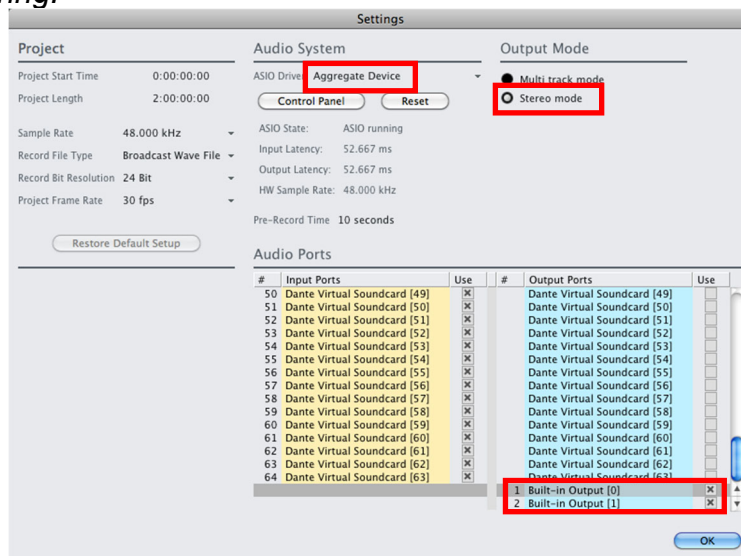 ring.
Settings
Project
Project Start Time 0:00:00:00
Project Length 2:00:00:00
Sample Rate 48.000 kHz
Record File Type Broadcast Wave File
Record Bit Resolution 24 Bit
Project Frame Rate 30 fps
Restore Default Setup
Audio System
ASIO Driver Aggregate Device
Control Panel Reset
ASIO State: ASIO running
Input Latency: 52.667 ms
Output Latency: 52.667 ms
HW Sample Rate: 48.000 kHz
Pre-Record Time 10 seconds
Output Mode
Multi track mode
Stereo mode
Audio Ports
# Input Ports Use # Output Ports Use
50 Dante Virtual Soundcard [49] Dante Virtual Soundcard [49]
51 Dante Virtual Soundcard [50] Dante Virtual Soundcard [50]
52 Dante Virtual Soundcard [51] Dante Virtual Soundcard [51]
53 Dante Virtual Soundcard [52] Dante Virtual Soundcard [52]
54 Dante Virtual Soundcard [53] Dante Virtual Soundcard [53]
55 Dante Virtual Soundcard [54] Dante Virtual Soundcard [54]
56 Dante Virtual Soundcard [55] Dante Virtual Soundcard [55]
57 Dante Virtual Soundcard [56] Dante Virtual Soundcard [56]
58 Dante Virtual Soundcard [57] Dante Virtual Soundcard [57]
59 Dante Virtual Soundcard [58] Dante Virtual Soundcard [58]
60 Dante Virtual Soundcard [59] Dante Virtual Soundcard [59]
61 Dante Virtual Soundcard [60] Dante Virtual Soundcard [60]
62 Dante Virtual Soundcard [61] Dante Virtual Soundcard [61]
63 Dante Virtual Soundcard [62] Dante Virtual Soundcard [62]
64 Dante Virtual Soundcard [63] Dante Virtual Soundcard [63]
1 Built-in Output [0]
2 Built-in Output [1]
OK